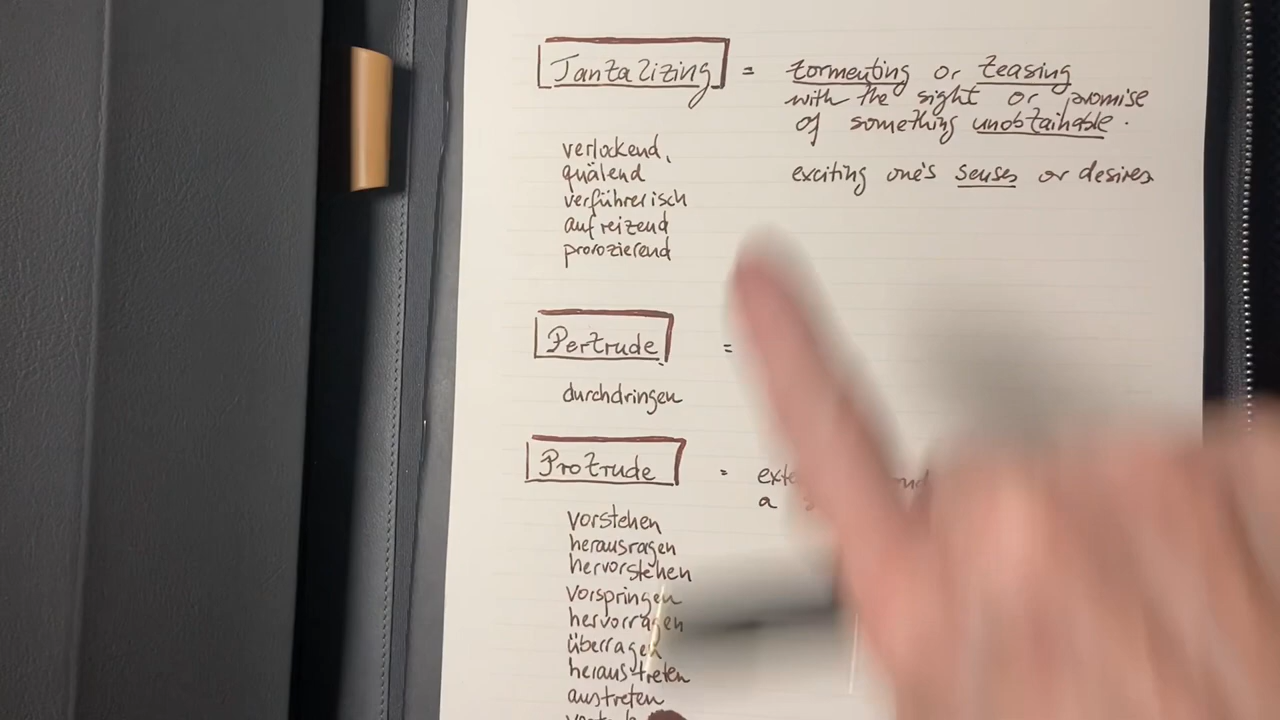 Tantalizing = tormenting or teasing
with the sight or promise
of something unobtainable.
exciting one's senses or desires
verlockend,
quälend
verführerisch
aufreizend
provozierend
Pertrude =
durchdringen
Protrude =
a
vorstehen
herausragen
hervorstehen
vorspringen
hervorragen
überragen
heraustreten
austreten